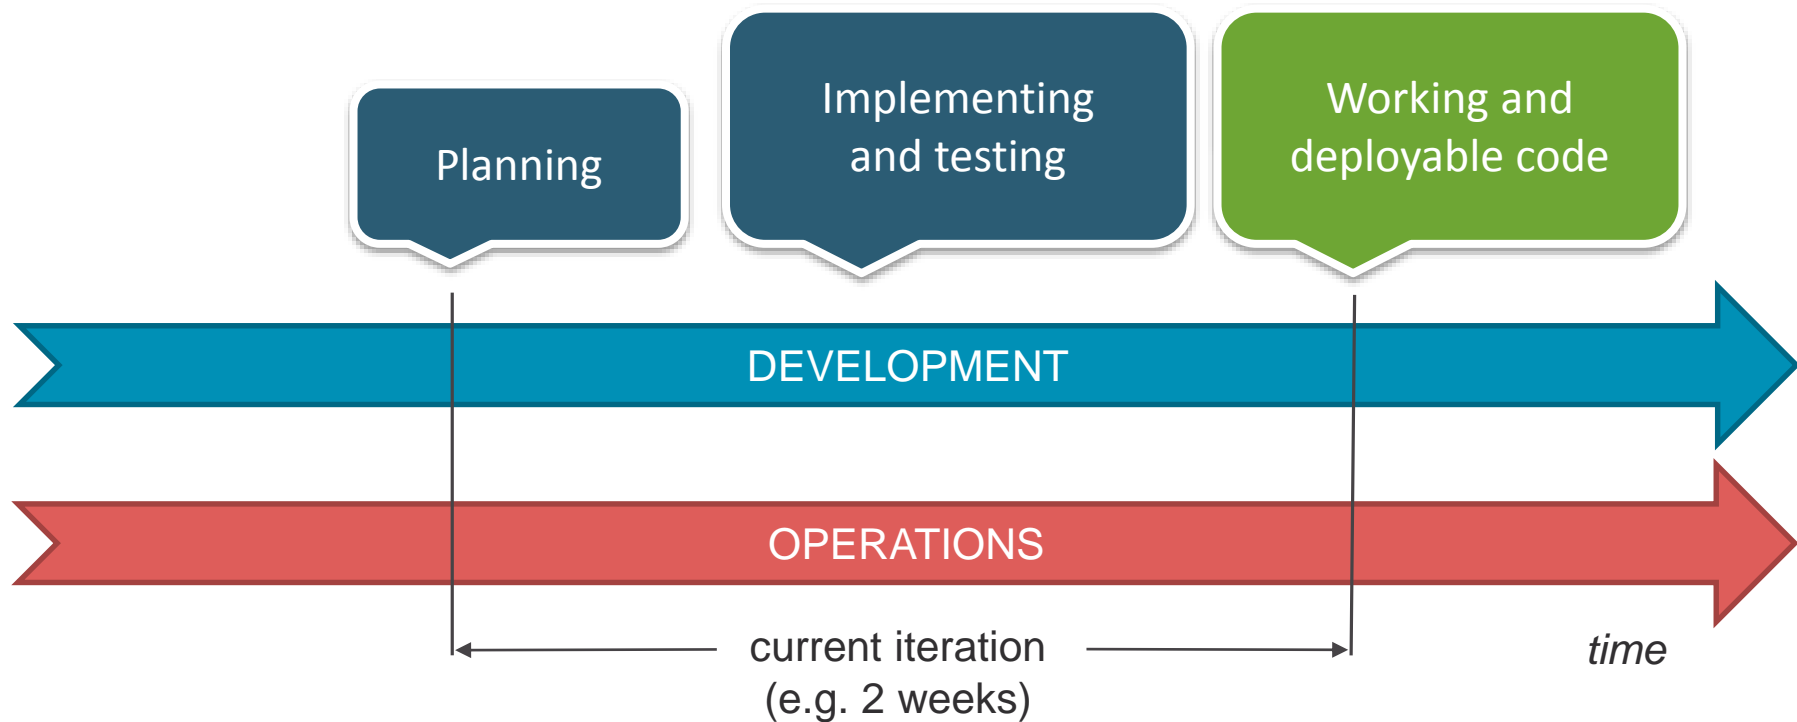 Planning
Implementing
and testing
Working and
deployable code
DEVELOPMENT
OPERATIONS
current iteration
(e.g. 2 weeks)
time